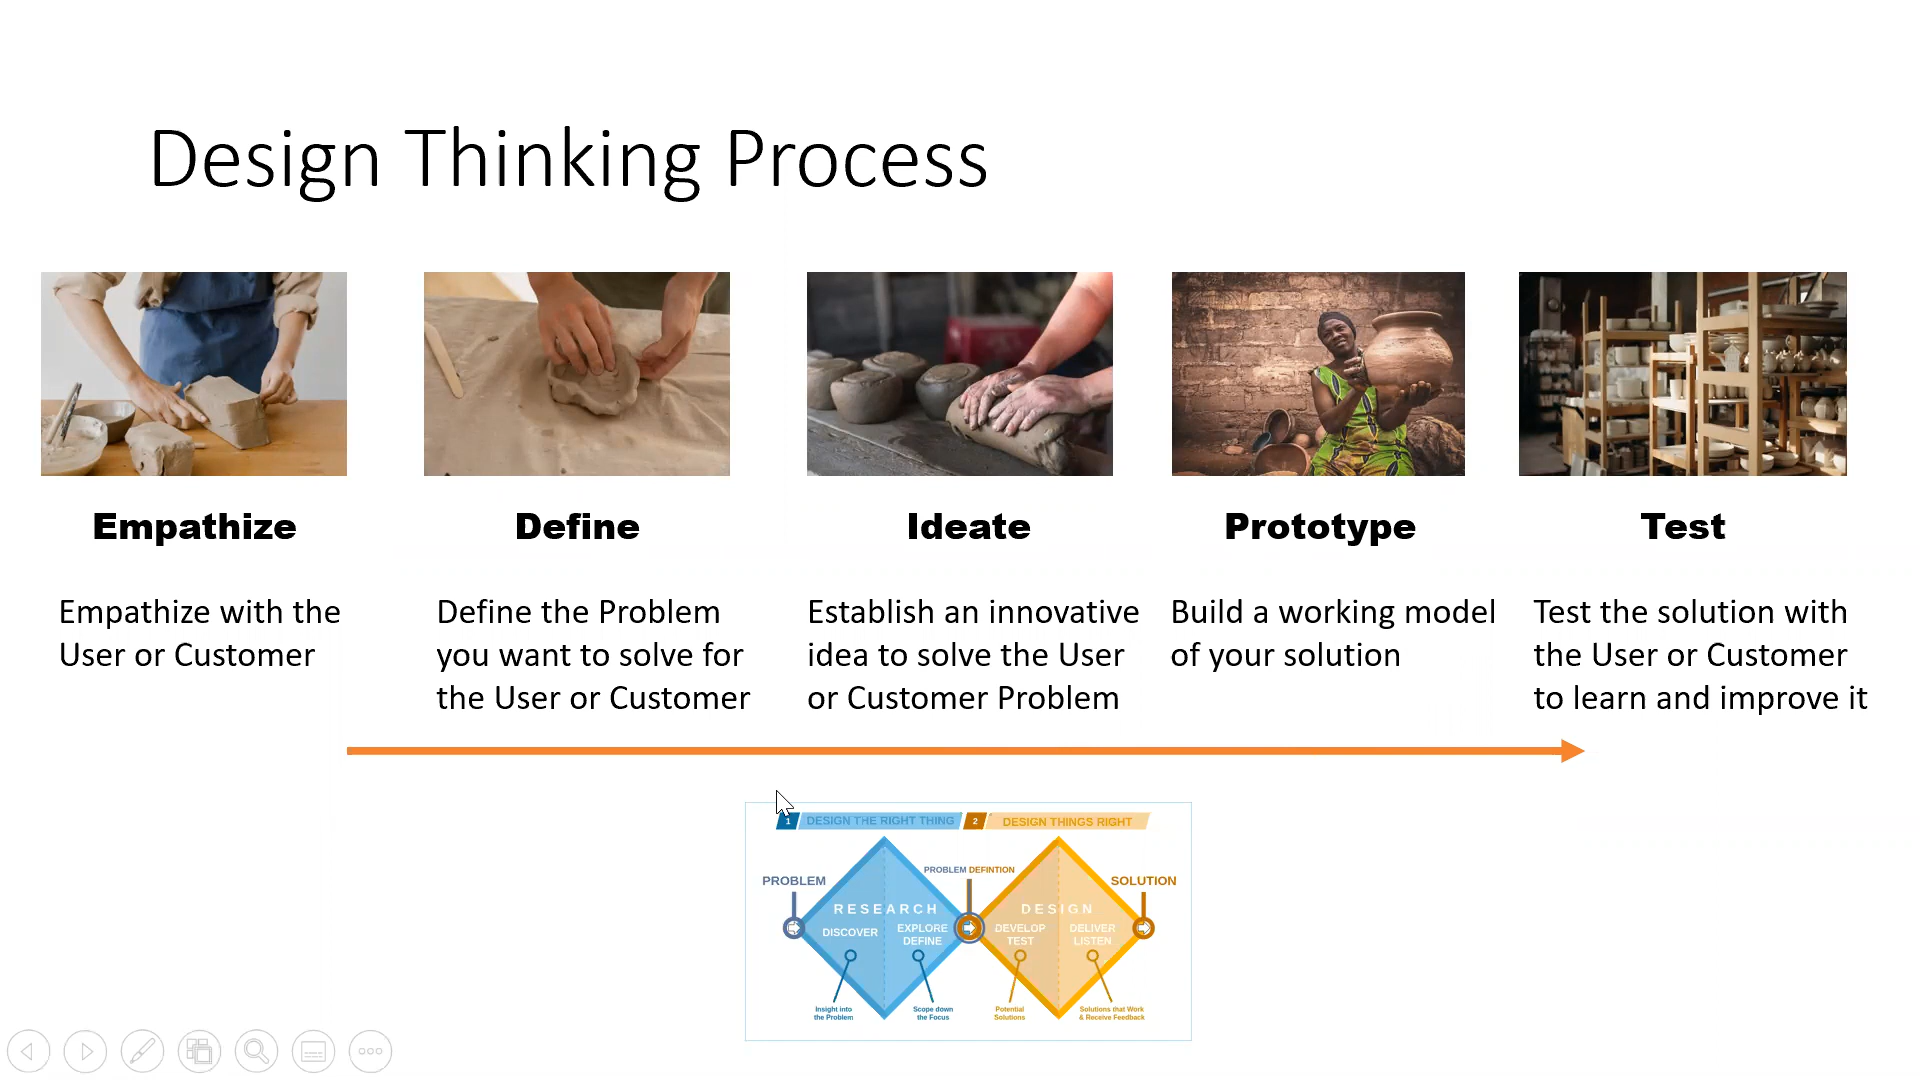 Design Thinking Process
Empathize
Empathize with the
User or Customer
Define
Define the Problem
you want to solve for
the User or Customer
Ideate
Establish an innovative
idea to solve the User
or Customer Problem
Prototype
Build a working model
of your solution
Test
Test the solution with
the User or Customer
to learn and improve it
1 DESIGN THE RIGHT THING
2 DESIGN THINGS RIGHT
PROBLEM
PROBLEM DEFINTION
SOLUTION
RESEARCH
DISCOVER
EXPLORE
DEFINE
DESIGN
DEVELOP
TEST
DELIVER
LISTEN
Insight into
the Problem
Scope down
the Focus
Potential
Solutions
Solutions that Work
& Receive Feedback